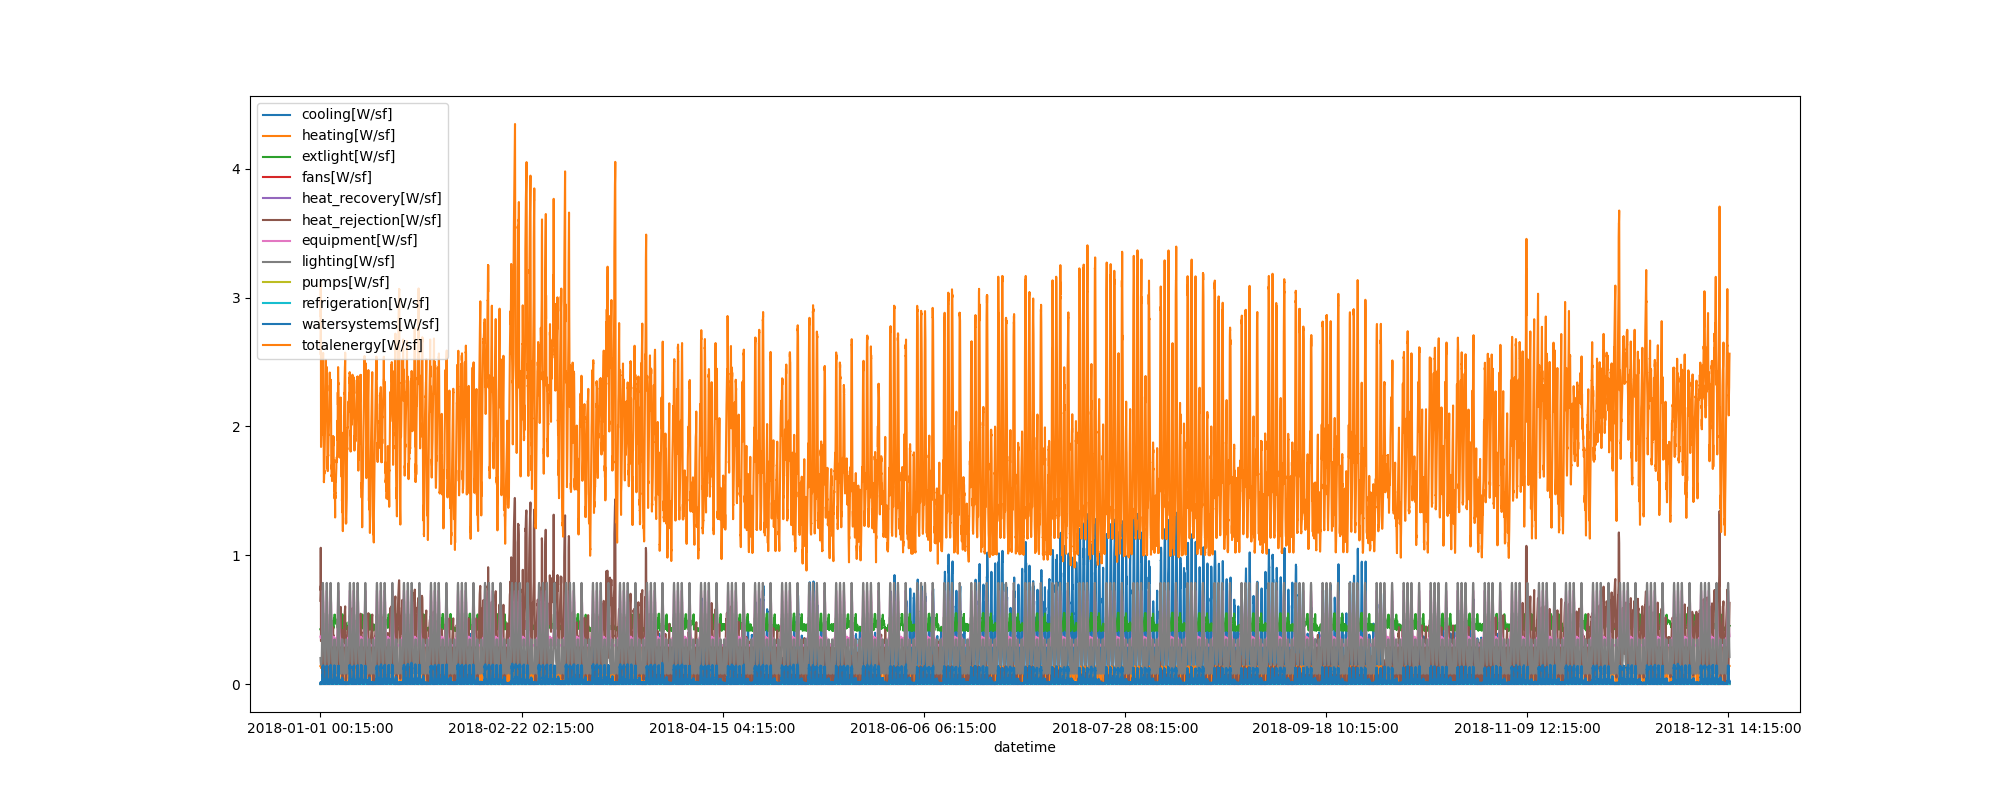 cooling[W/sf]
heating[W/sf]
extlight[W/sf]
fans[W/sf]
heat_recovery[W/sf]
heat_rejection[W/sf]
equipment[W/sf]
lighting[W/sf]
pumps[W/sf]
refrigeration[W/sf]
watersystems[W/sf]
totalenergy[W/sf]
4
3
2
1
0
2018-01-01 00:15:00 2018-02-22 02:15:00 2018-04-15 04:15:00 2018-06-06 06:15:00 2018-07-28 08:15:00 2018-09-18 10:15:00 2018-11-09 12:15:00 2018-12-31 14:15:00
datetime